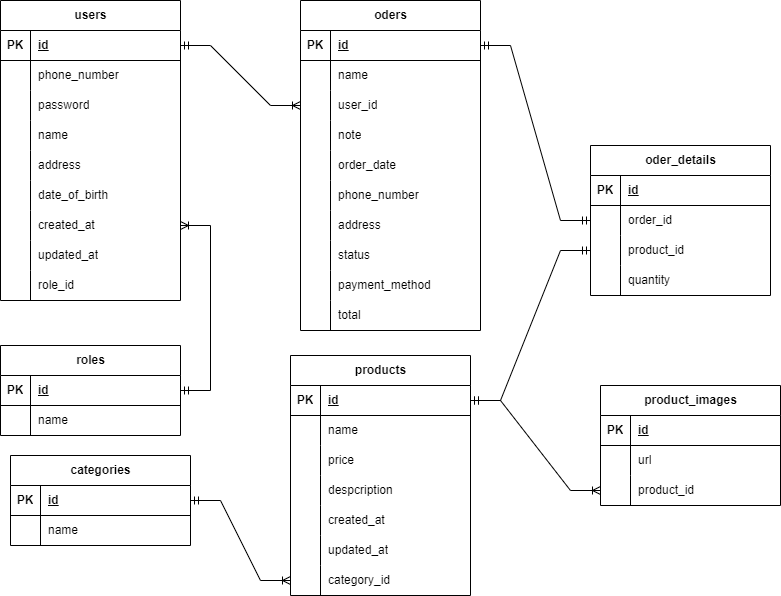 users
PK id
phone_number
password
name
address
date_of_birth
created_at
updated_at
role_id
oders
PK id
name
user_id
note
order_date
phone_number
address
status
payment_method
total
oder_details
PK id
order_id
product_id
quantity
roles
PK id
name
products
PK id
name
price
despcription
created_at
updated_at
category_id
product_images
PK id
url
product_id
categories
PK id
name